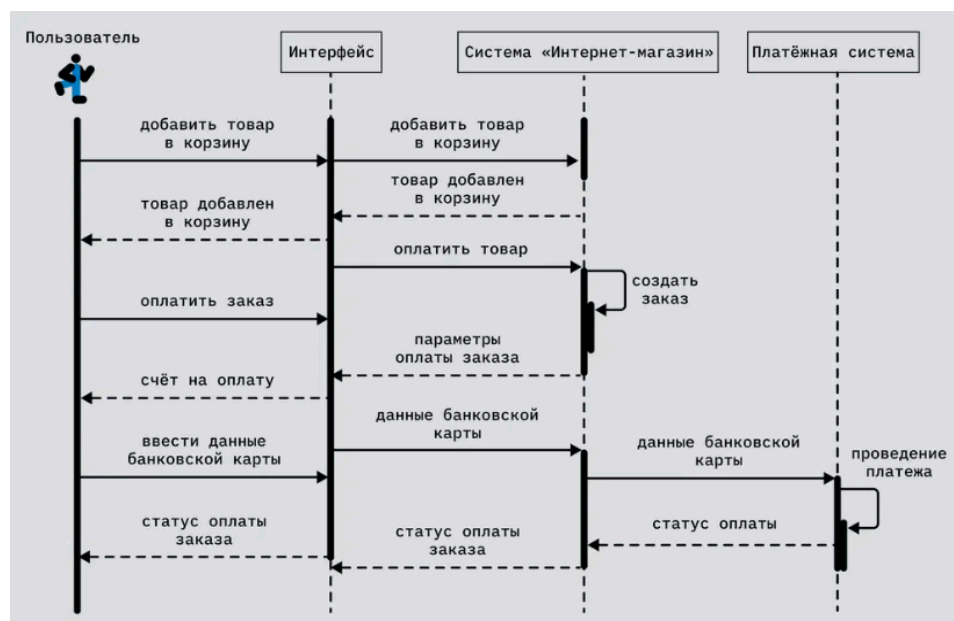 Пользователь
Интерфейс
Система «Интернет-магазин»
Платёжная система
добавить товар
в корзину
добавить товар
в корзину
товар добавлен
в корзину
товар добавлен
в корзину
оплатить товар
создать
заказ
оплатить заказ
параметры
оплаты заказа
счёт на оплату
данные банковской
карты
ввести данные
банковской карты
данные банковской
карты
проведение
платежа
статус оплаты
статус оплаты
заказа
статус оплаты
заказа